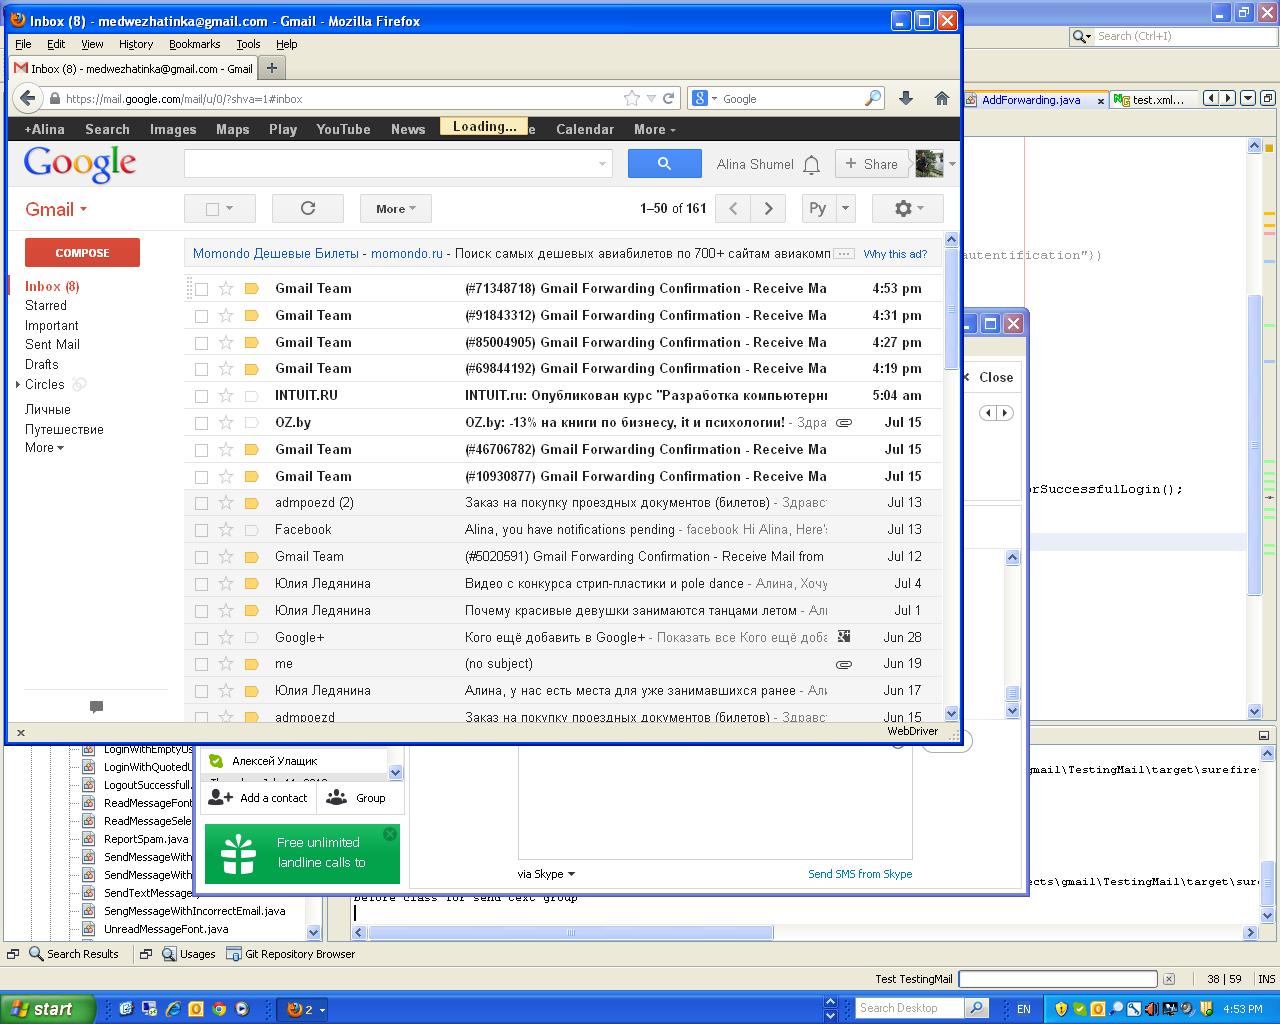 Inbox (8) - medwezhatinka@gmail.com - Gmail - Mozilla Firefox
File Edit View History Bookmarks Tools Help
Inbox (8) - medwezhatinka@gmail.com - Gmail
https://mail.google.com/mail/u/0/?shva=1#inbox
Google
+Alina Search Images Maps Play YouTube News Loading... Calendar More
Google
Alina Shumel
Share
Gmail
More
1–50 of 161
Ру
COMPOSE
Inbox (8)
Starred
Important
Sent Mail
Drafts
Circles
Личные
Путешествие
More
Momondo Дешевые Билеты - momondo.ru - Поиск самых дешевых авиабилетов по 700+ сайтам авиакомп Why this ad?
Gmail Team (#71348718) Gmail Forwarding Confirmation - Receive Ma 4:53 pm
Gmail Team (#91843312) Gmail Forwarding Confirmation - Receive Ma 4:31 pm
Gmail Team (#85004905) Gmail Forwarding Confirmation - Receive Ma 4:27 pm
Gmail Team (#69844192) Gmail Forwarding Confirmation - Receive Ma 4:19 pm
INTUIT.RU INTUIT.ru: Опубликован курс "Разработка компьютерн 5:04 am
OZ.by OZ.by: -13% на книги по бизнесу, it и психологии! - Здра Jul 15
Gmail Team (#46706782) Gmail Forwarding Confirmation - Receive Ma Jul 15
Gmail Team (#10930877) Gmail Forwarding Confirmation - Receive Ma Jul 15
admpoezd (2) Заказ на покупку проездных документов (билетов) - Здравст Jul 13
Facebook Alina, you have notifications pending - facebook Hi Alina, Here's Jul 13
Gmail Team (#5020591) Gmail Forwarding Confirmation - Receive Mail from Jul 12
Юлия Ледянина Видео с конкурса стрип-пластики и pole dance - Алина, Хочу Jul 4
Юлия Ледянина Почему красивые девушки занимаются танцами летом - Али Jul 1
Google+ Кого ещё добавить в Google+ - Показать все Кого ещё доба Jun 28
me (no subject) Jun 19
Юлия Ледянина Алина, у нас есть места для уже занимавшихся ранее - Али Jun 17
admpoezd Заказ на покупку проездных документов (билетов) - Здравст Jun 15
WebDriver
Search (Ctrl+I)
AddForwarding.java
test.xml...
autentification"))
Close
orSuccessfulLogin();
LoginWithEmptyUs
LoginWithQuotedU
LogoutSuccessful.
ReadMessageFont
ReadMessageSele
ReportSpam.java
SendMessageWith
SendMessageWith
SendTextMessage
SengMessageWithIncorrectEmail.java
UnreadMessageFont.java
Алексей Улащик
Add a contact
Group
Free unlimited
landline calls to
via Skype
Send SMS from Skype
gmail\TestingMail\target\surefire
ects\gmail\TestingMail\target\sure
before class for send text group
Search Results
Usages
Git Repository Browser
Test TestingMail
38 | 59
INS
start
2
Search Desktop
EN
4:53 PM